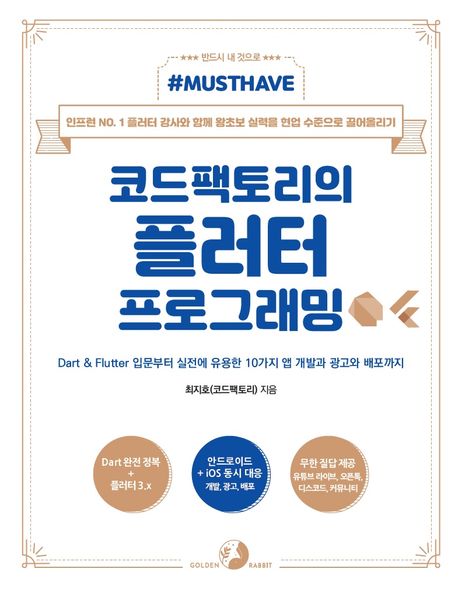 ★★★ 반드시 내 것으로 ★★★
#MUSTHAVE
인프런 NO. 1 플러터 강사와 함께 왕초보 실력을 현업 수준으로 끌어올리기
코드팩토리의
플러터
프로그래밍
Dart & Flutter 입문부터 실전에 유용한 10가지 앱 개발과 광고와 배포까지
최지호(코드팩토리) 지음
Dart 완전 정복
+
플러터 3.x
안드로이드
+ iOS 동시 대응
개발, 광고, 배포
무한 질답 제공
유튜브 라이브, 오픈톡,
디스코드, 커뮤니티
GOLDEN RABBIT